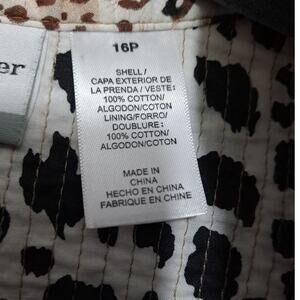 er
16P
SHELL/
CAPA EXTERIOR DE
LA PRENDA / VESTE:
100% COTTON/
ALGODON/COTON
LINING/FORRO/
DOUBLURE:
100% COTTON/
ALGODON/COTON
MADE IN
CHINA
HECHO EN CHINA
FABRIQUE EN CHINE